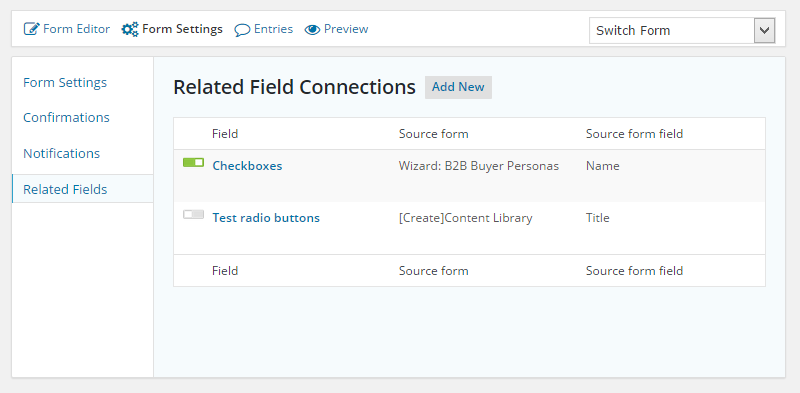 Form Editor Form Settings Entries Preview Switch Form
Form Settings
Confirmations
Notifications
Related Fields
Related Field Connections Add New
Field Source form Source form field
Checkboxes Wizard: B2B Buyer Personas Name
Test radio buttons [Create]Content Library Title
Field Source form Source form field